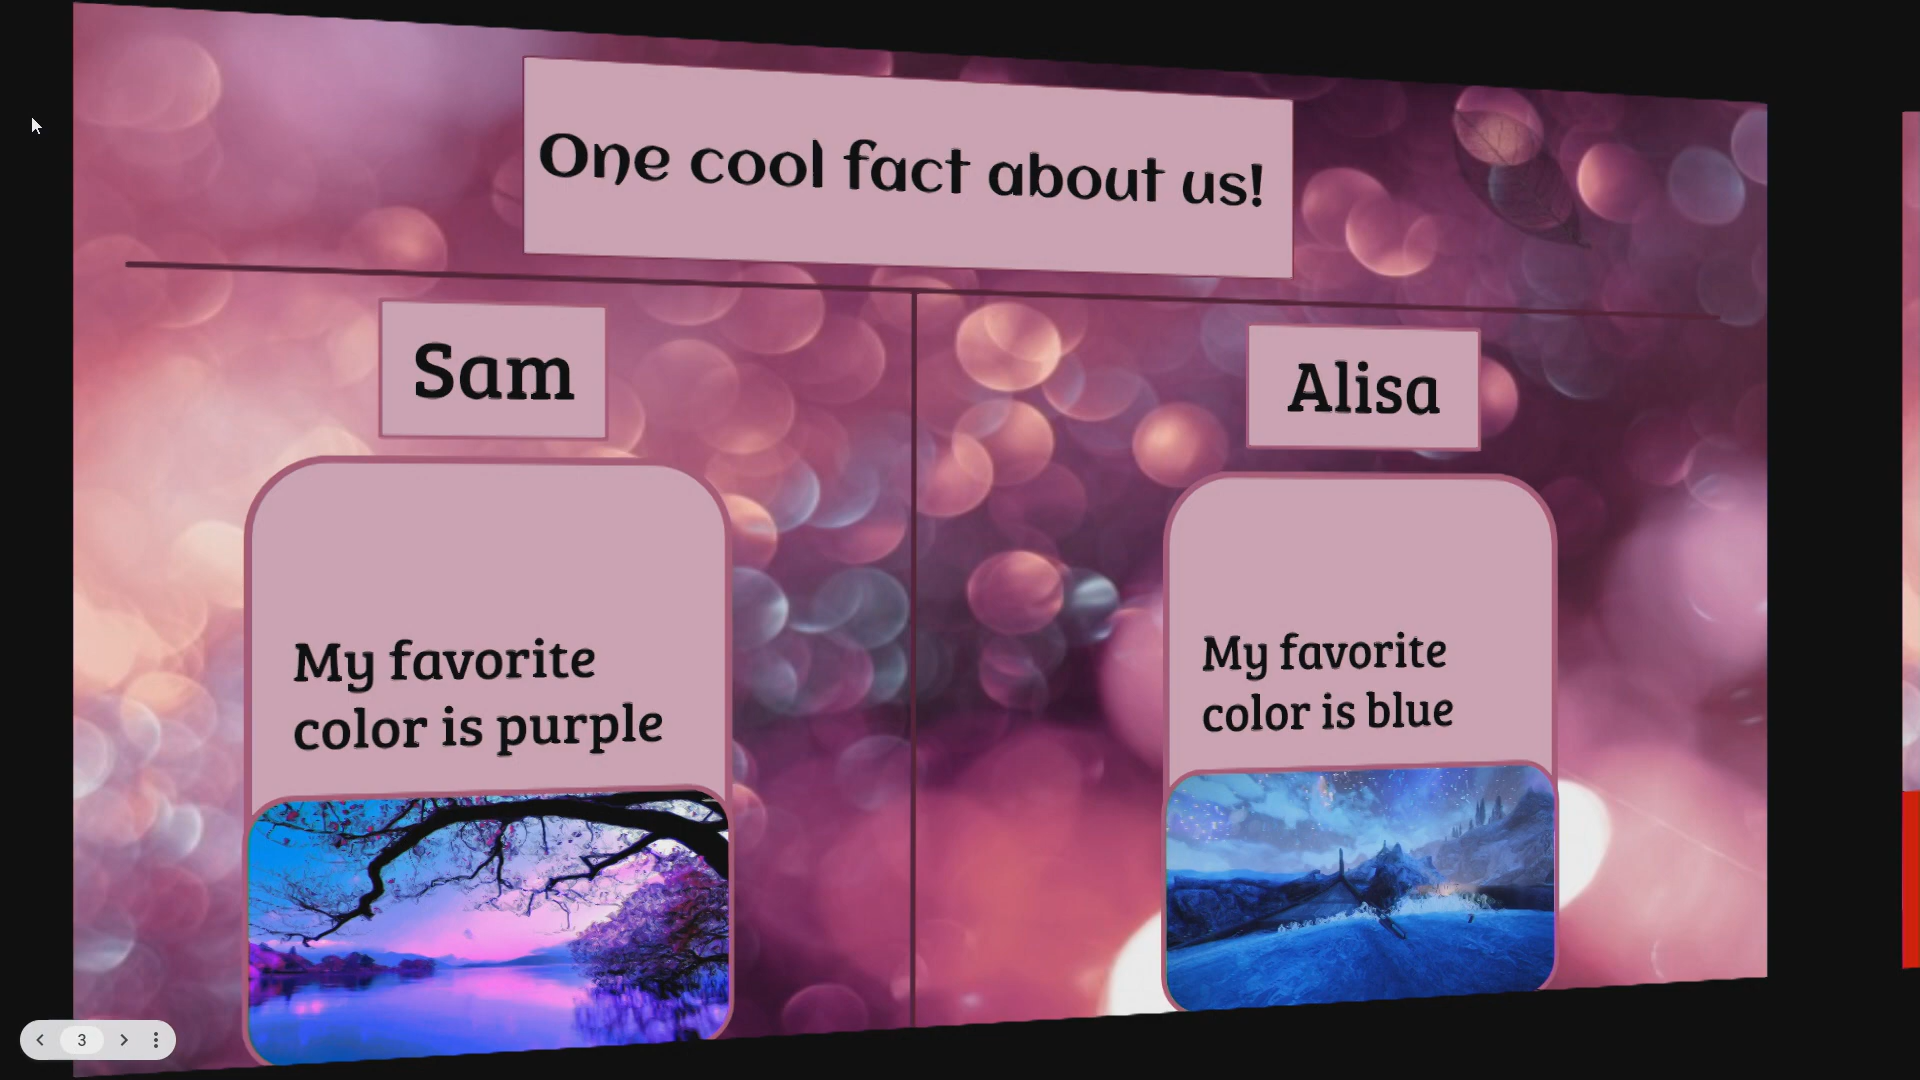 One cool fact about us!
Sam
My favorite
color is purple
Alisa
My favorite
color is blue
3